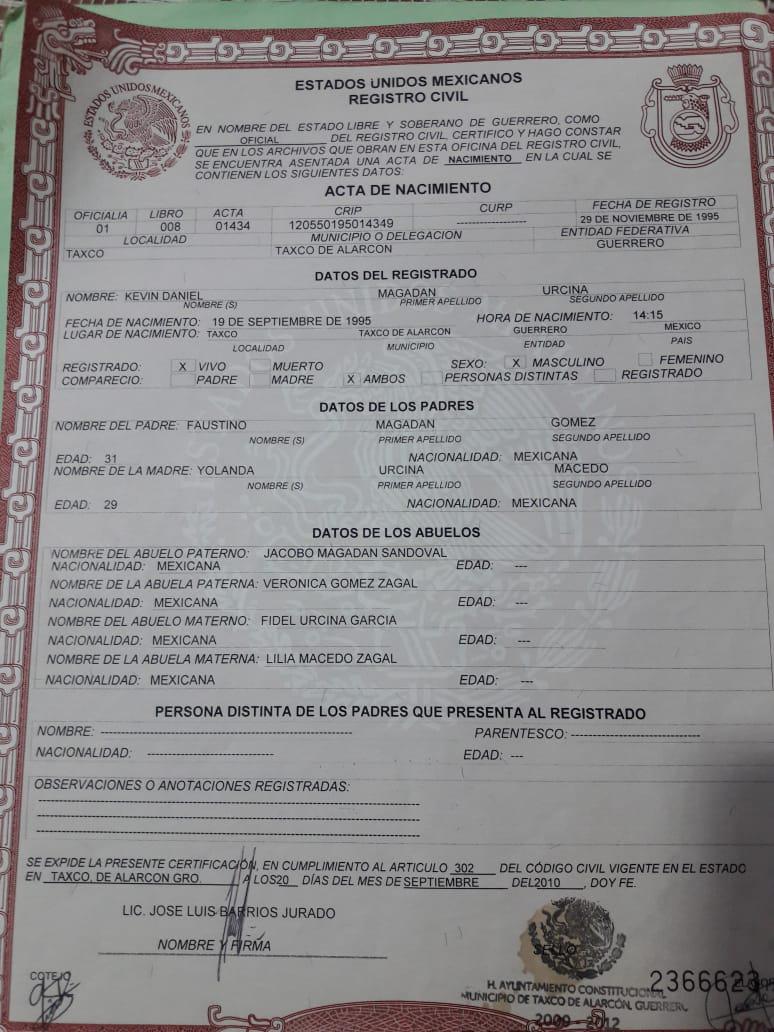 ESTADOS UNIDOS MEXICANOS
REGISTRO CIVIL
ESTADOS UNIDOS MEXICANOS
EN NOMBRE DEL ESTADO LIBRE Y SOBERANO DE GUERRERO, COMO
OFICIAL DEL REGISTRO CIVIL, CERTIFICO Y HAGO CONSTAR
QUE EN LOS ARCHIVOS QUE OBRAN EN ESTA OFICINA DEL REGISTRO CIVIL,
SE ENCUENTRA ASENTADA UNA ACTA DE NACIMIENTO EN LA CUAL SE
CONTIENEN LOS SIGUIENTES DATOS:
ACTA DE NACIMIENTO
OFICIALIA LIBRO ACTA CRIP CURP FECHA DE REGISTRO
01 008 01434 120550195014349 ------------------ 29 DE NOVIEMBRE DE 1995
LOCALIDAD MUNICIPIO O DELEGACION ENTIDAD FEDERATIVA
TAXCO TAXCO DE ALARCON GUERRERO
DATOS DEL REGISTRADO
NOMBRE: KEVIN DANIEL MAGADAN URCINA
NOMBRE (S) PRIMER APELLIDO SEGUNDO APELLIDO
FECHA DE NACIMIENTO: 19 DE SEPTIEMBRE DE 1995 HORA DE NACIMIENTO: 14:15
LUGAR DE NACIMIENTO: TAXCO TAXCO DE ALARCON GUERRERO MEXICO
LOCALIDAD MUNICIPIO ENTIDAD PAIS
REGISTRADO: X VIVO MUERTO SEXO: X MASCULINO FEMENINO
COMPARECIO: PADRE MADRE X AMBOS PERSONAS DISTINTAS REGISTRADO
DATOS DE LOS PADRES
NOMBRE DEL PADRE: FAUSTINO MAGADAN GOMEZ
NOMBRE (S) PRIMER APELLIDO SEGUNDO APELLIDO
EDAD: 31 NACIONALIDAD: MEXICANA
NOMBRE DE LA MADRE: YOLANDA URCINA MACEDO
NOMBRE (S) PRIMER APELLIDO SEGUNDO APELLIDO
EDAD: 29 NACIONALIDAD: MEXICANA
DATOS DE LOS ABUELOS
NOMBRE DEL ABUELO PATERNO: JACOBO MAGADAN SANDOVAL
NACIONALIDAD: MEXICANA EDAD: ---
NOMBRE DE LA ABUELA PATERNA: VERONICA GOMEZ ZAGAL
NACIONALIDAD: MEXICANA EDAD: ---
NOMBRE DEL ABUELO MATERNO: FIDEL URCINA GARCIA
NACIONALIDAD: MEXICANA EDAD: ---
NOMBRE DE LA ABUELA MATERNA: LILIA MACEDO ZAGAL
NACIONALIDAD: MEXICANA EDAD: ---
PERSONA DISTINTA DE LOS PADRES QUE PRESENTA AL REGISTRADO
NOMBRE: ------------------------------------------------------------ PARENTESCO: -------------------------------
NACIONALIDAD: ------------------------------ EDAD: ---
OBSERVACIONES O ANOTACIONES REGISTRADAS:
SE EXPIDE LA PRESENTE CERTIFICACIÓN, EN CUMPLIMIENTO AL ARTICULO 302 DEL CÓDIGO CIVIL VIGENTE EN EL ESTADO
EN TAXCO, DE ALARCON GRO. A LOS20 DÍAS DEL MES DE SEPTIEMBRE DEL2010, DOY FE.
LIC. JOSE LUIS BARRIOS JURADO
NOMBRE Y FIRMA
SELLO
COTEJO
2366623
H. AYUNTAMIENTO CONSTITUCIONAL
MUNICIPIO DE TAXCO DE ALARCÓN, GUERRERO
2009 - 2012